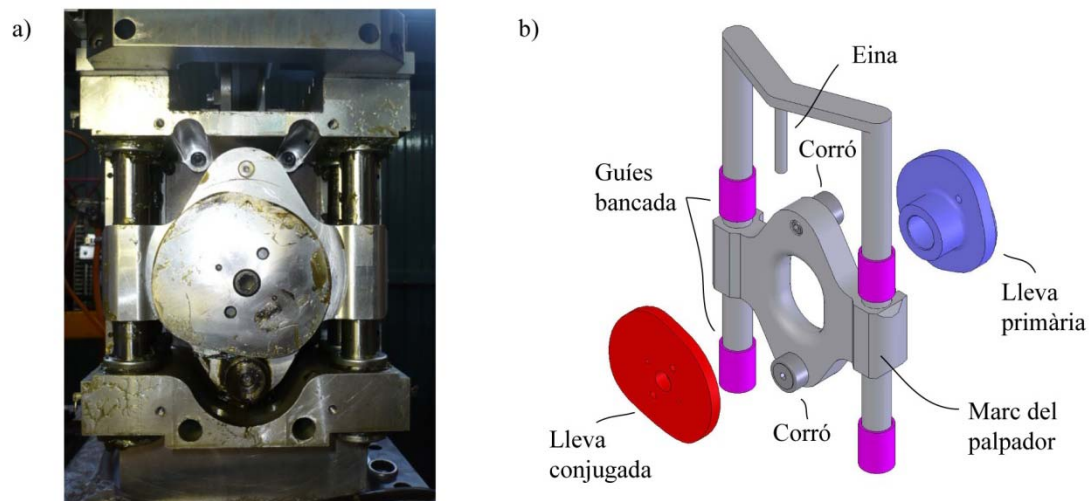 a)
b)
Eina
Corró
Guíes
bancada
Lleva
primària
Marc del
palpador
Corró
Lleva
conjugada